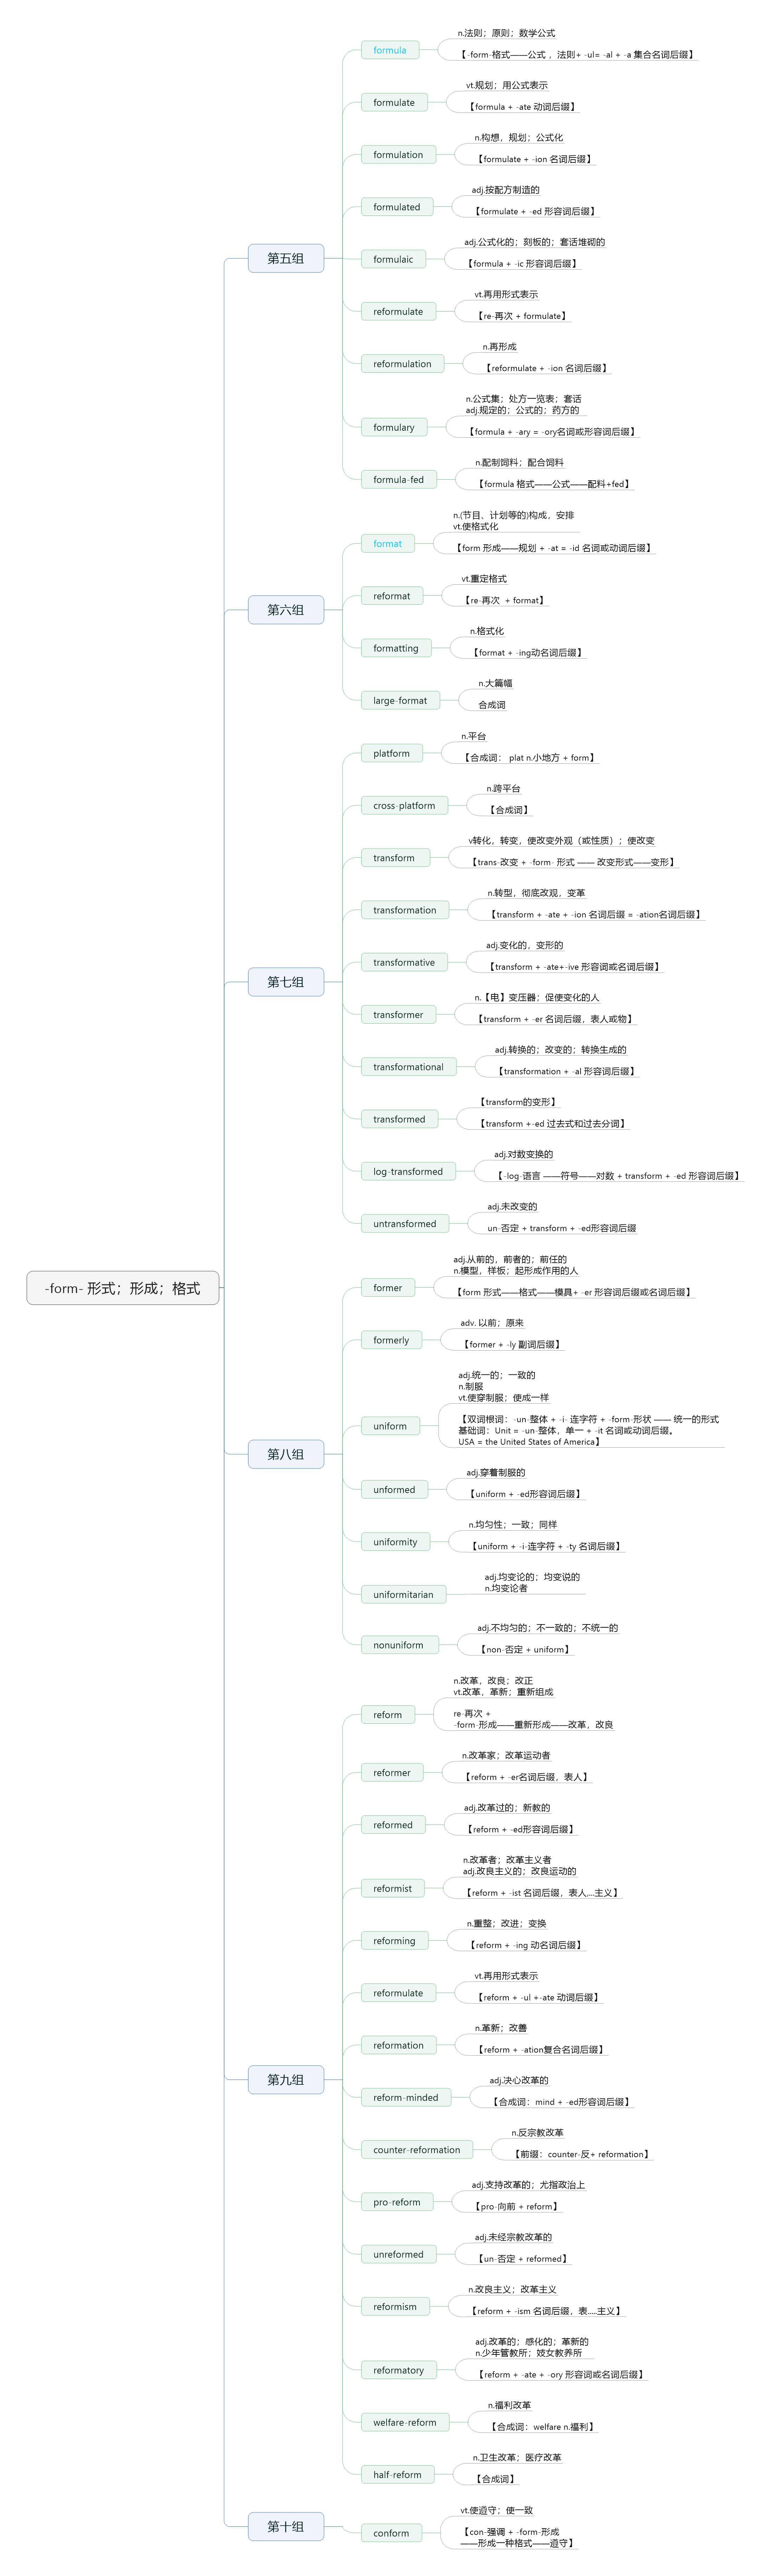 -form- 形式；形成；格式
第五组
formula
n.法则；原则；数学公式
【-form-格式——公式 ，法则+ -ul= -al + -a 集合名词后缀】
formulate
vt.规划；用公式表示
【formula + -ate 动词后缀】
formulation
n.构想，规划；公式化
【formulate + -ion 名词后缀】
formulated
adj.按配方制造的
【formulate + -ed 形容词后缀】
formulaic
adj.公式化的；刻板的；套话堆砌的
【formula + -ic 形容词后缀】
reformulate
vt.再用形式表示
【re-再次 + formulate】
reformulation
n.再形成
【reformulate + -ion 名词后缀】
formulary
n.公式集；处方一览表；套话
adj.规定的；公式的；药方的
【formula + -ary = -ory名词或形容词后缀】
formula-fed
n.配制饲料；配合饲料
【formula 格式——公式——配料+fed】
第六组
format
n.(节目、计划等的)构成，安排
vt.使格式化
【form 形成——规划 + -at = -id 名词或动词后缀】
reformat
vt.重定格式
【re-再次 + format】
formatting
n.格式化
【format + -ing动名词后缀】
large-format
n.大篇幅
合成词
第七组
platform
n.平台
【合成词： plat n.小地方 + form】
cross-platform
n.跨平台
【合成词】
transform
v转化，转变，使改变外观（或性质）；使改变
【trans-改变 + -form- 形式 —— 改变形式——变形】
transformation
n.转型，彻底改观，变革
【transform + -ate + -ion 名词后缀 = -ation名词后缀】
transformative
adj.变化的，变形的
【transform + -ate+-ive 形容词或名词后缀】
transformer
n.【电】变压器；促使变化的人
【transform + -er 名词后缀，表人或物】
transformational
adj.转换的；改变的；转换生成的
【transformation + -al 形容词后缀】
transformed
【transform的变形】
【transform +-ed 过去式和过去分词】
log-transformed
adj.对数变换的
【-log-语言 ——符号——对数 + transform + -ed 形容词后缀】
untransformed
adj.未改变的
un-否定 + transform + -ed形容词后缀
第八组
former
adj.从前的，前者的；前任的
n.模型，样板；起形成作用的人
【form 形式——格式——模具+ -er 形容词后缀或名词后缀】
formerly
adv. 以前；原来
【former + -ly 副词后缀】
uniform
adj.统一的；一致的
n.制服
vt.使穿制服；使成一样
【双词根词：-un-整体 + -i- 连字符 + -form-形状 —— 统一的形式
基础词：Unit = -un-整体，单一 + -it 名词或动词后缀。
USA = the United States of America】
unformed
adj.穿着制服的
【uniform + -ed形容词后缀】
uniformity
n.均匀性；一致；同样
【uniform + -i-连字符 + -ty 名词后缀】
uniformitarian
adj.均变论的；均变说的
n.均变论者
nonuniform
adj.不均匀的；不一致的；不统一的
【non-否定 + uniform】
第九组
reform
n.改革，改良；改正
vt.改革，革新；重新组成
re-再次 +
-form-形成——重新形成——改革，改良
reformer
n.改革家；改革运动者
【reform + -er名词后缀，表人】
reformed
adj.改革过的；新教的
【reform + -ed形容词后缀】
reformist
n.改革者；改革主义者
adj.改良主义的；改良运动的
【reform + -ist 名词后缀，表人,...主义】
reforming
n.重整；改进；变换
【reform + -ing 动名词后缀】
reformulate
vt.再用形式表示
【reform + -ul +-ate 动词后缀】
reformation
n.革新；改善
【reform + -ation复合名词后缀】
reform-minded
adj.决心改革的
【合成词：mind + -ed形容词后缀】
counter-reformation
n.反宗教改革
【前缀：counter-反+ reformation】
pro-reform
adj.支持改革的；尤指政治上
【pro-向前 + reform】
unreformed
adj.未经宗教改革的
【un-否定 + reformed】
reformism
n.改良主义；改革主义
【reform + -ism 名词后缀，表.....主义】
reformatory
adj.改革的；感化的；革新的
n.少年管教所；妓女教养所
【reform + -ate + -ory 形容词或名词后缀】
welfare-reform
n.福利改革
【合成词：welfare n.福利】
half-reform
n.卫生改革；医疗改革
【合成词】
第十组
conform
vt.使遵守；使一致
【con-强调 + -form-形成
——形成一种格式——遵守】